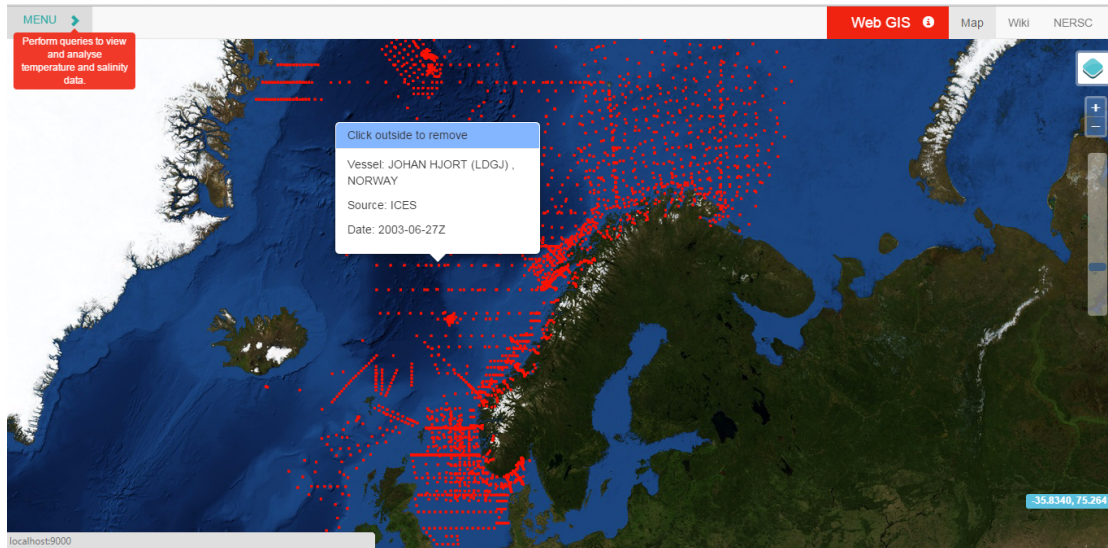 MENU
Web GIS
Map
Wiki
NERSC
Perform queries to view
and analyse
temperature and salinity
data.
+
−
Click outside to remove
Vessel: JOHAN HJORT (LDGJ) ,
NORWAY
Source: ICES
Date: 2003-06-27Z
-35.8340, 75.264
localhost:9000